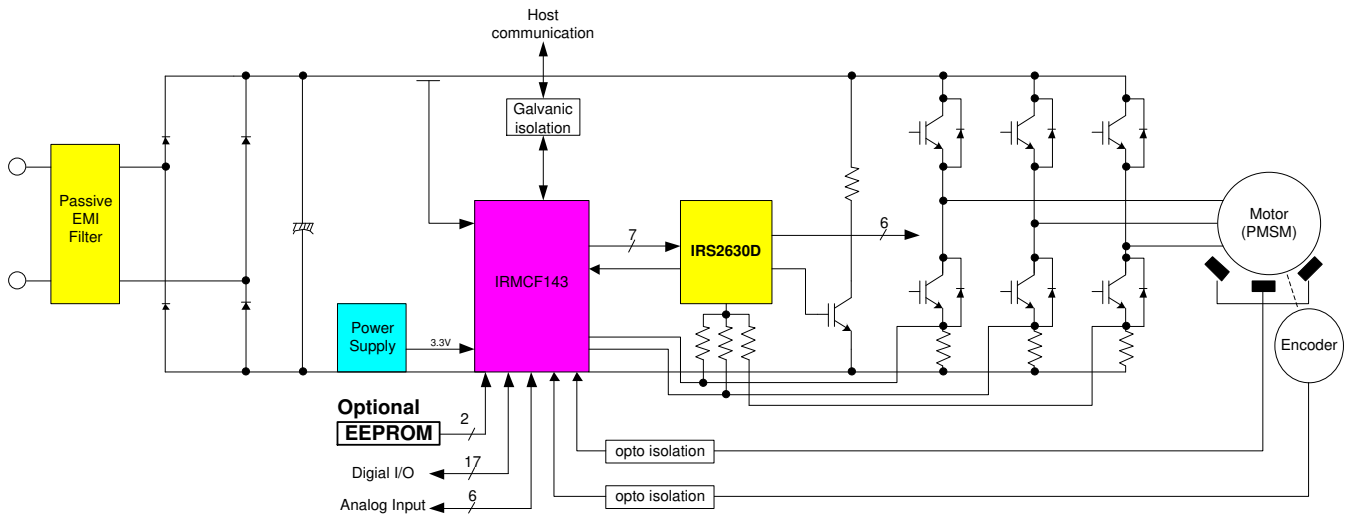 Host
communication
Galvanic
isolation
Passive
EMI
Filter
IRMCF143
7
IRS2630D
6
Motor
(PMSM)
Encoder
Power
Supply
3.3V
Optional
EEPROM
2
Digial I/O
17
Analog Input
6
opto isolation
opto isolation